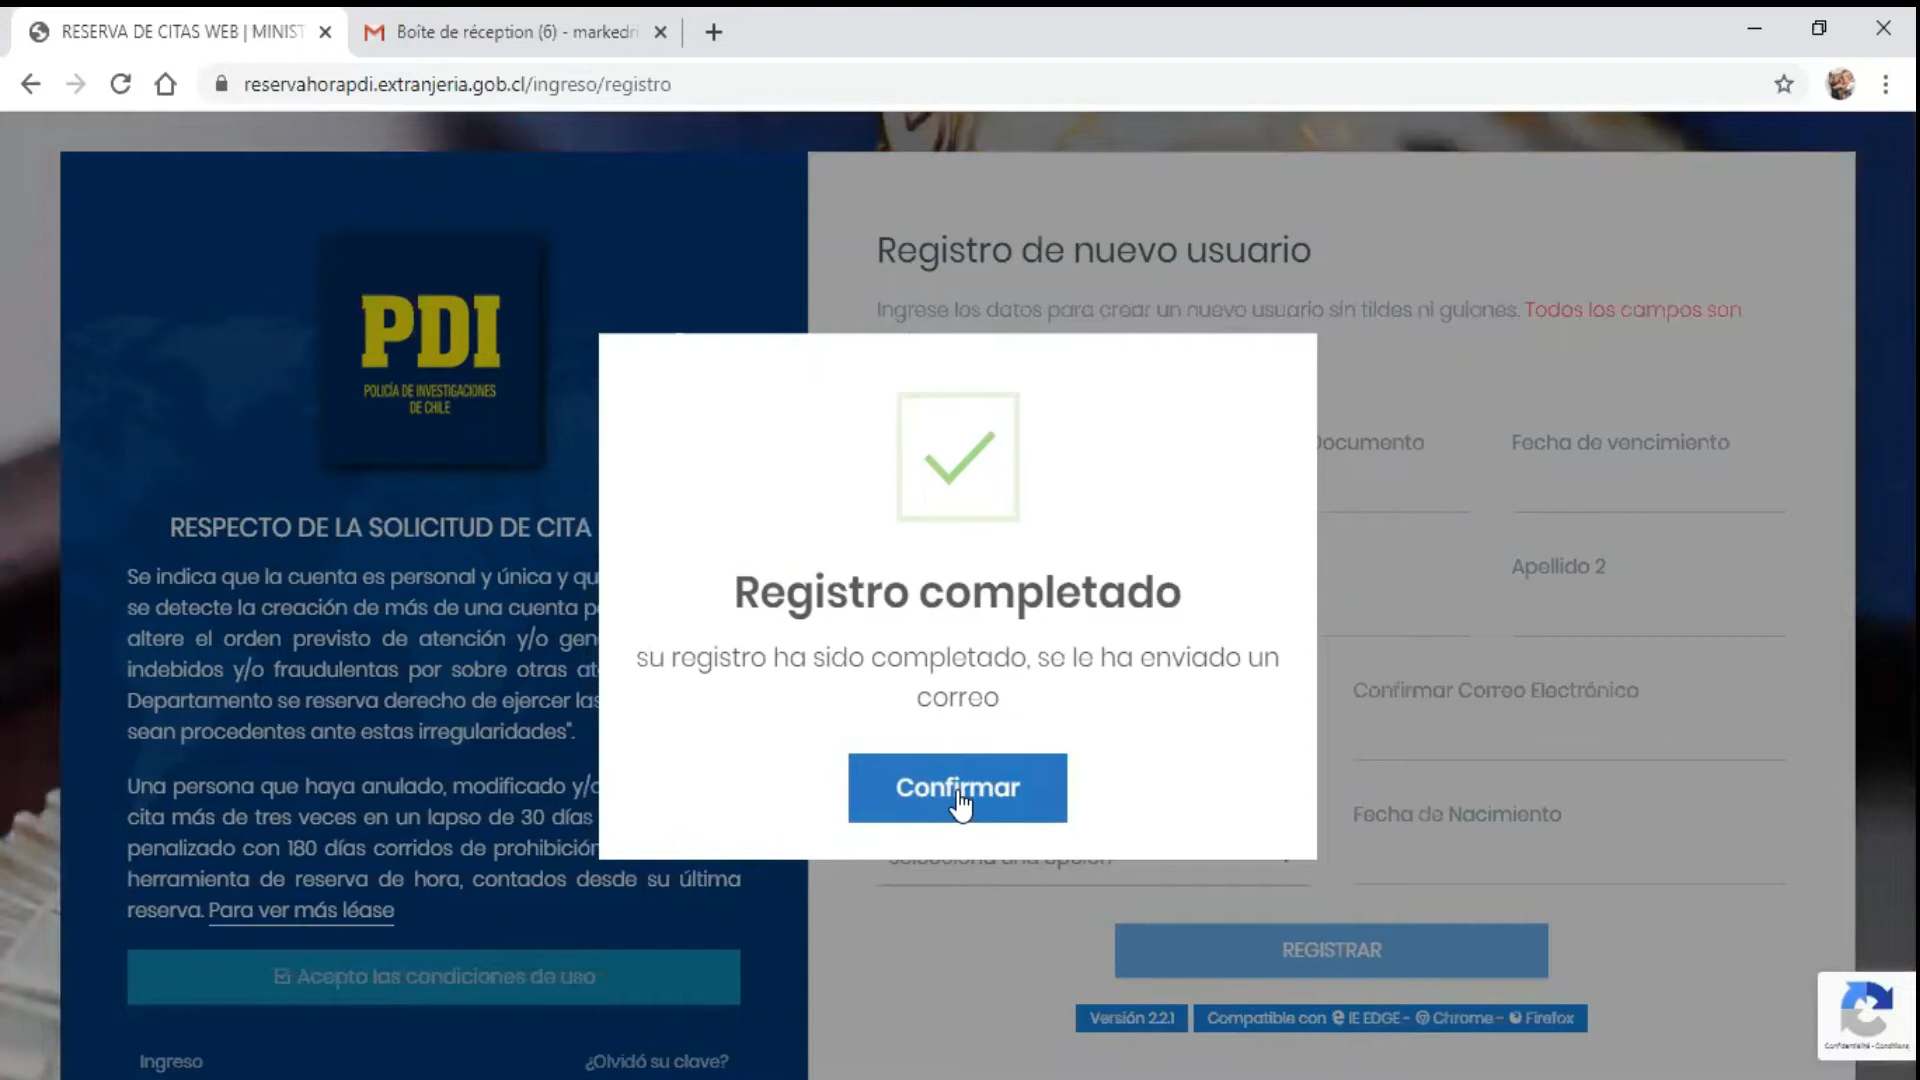 RESERVA DE CITAS WEB | MINIST
Boîte de réception (6) - markedri
reservahorapdi.extranjeria.gob.cl/ingreso/registro
PDI
POLICÍA DE INVESTIGACIONES
DE CHILE
RESPECTO DE LA SOLICITUD DE CITA
Se indica que la cuenta es personal y única y qu
se detecte la creación de más de una cuenta p
altere el orden previsto de atención y/o gen
indebidos y/o fraudulentas por sobre otras at
Departamento se reserva derecho de ejercer las
sean procedentes ante estas irregularidades".
Una persona que haya anulado, modificado y/o
cita más de tres veces en un lapso de 30 días
penalizado con 180 días corridos de prohibición
herramienta de reserva de hora, contados desde su última
reserva. Para ver más léase
Acepto las condiciones de uso
Ingreso
¿Olvidó su clave?
Registro de nuevo usuario
Ingrese los datos para crear un nuevo usuario sin tildes ni guiones. Todos los campos son
Documento
Fecha de vencimiento
Apellido 2
Confirmar Correo Electrónico
Fecha de Nacimiento
Registro completado
su registro ha sido completado, se le ha enviado un
correo
Confirmar
REGISTRAR
Versión 2.2.1
Compatible con IE EDGE - Chrome - Firefox
Confidentialité - Conditions